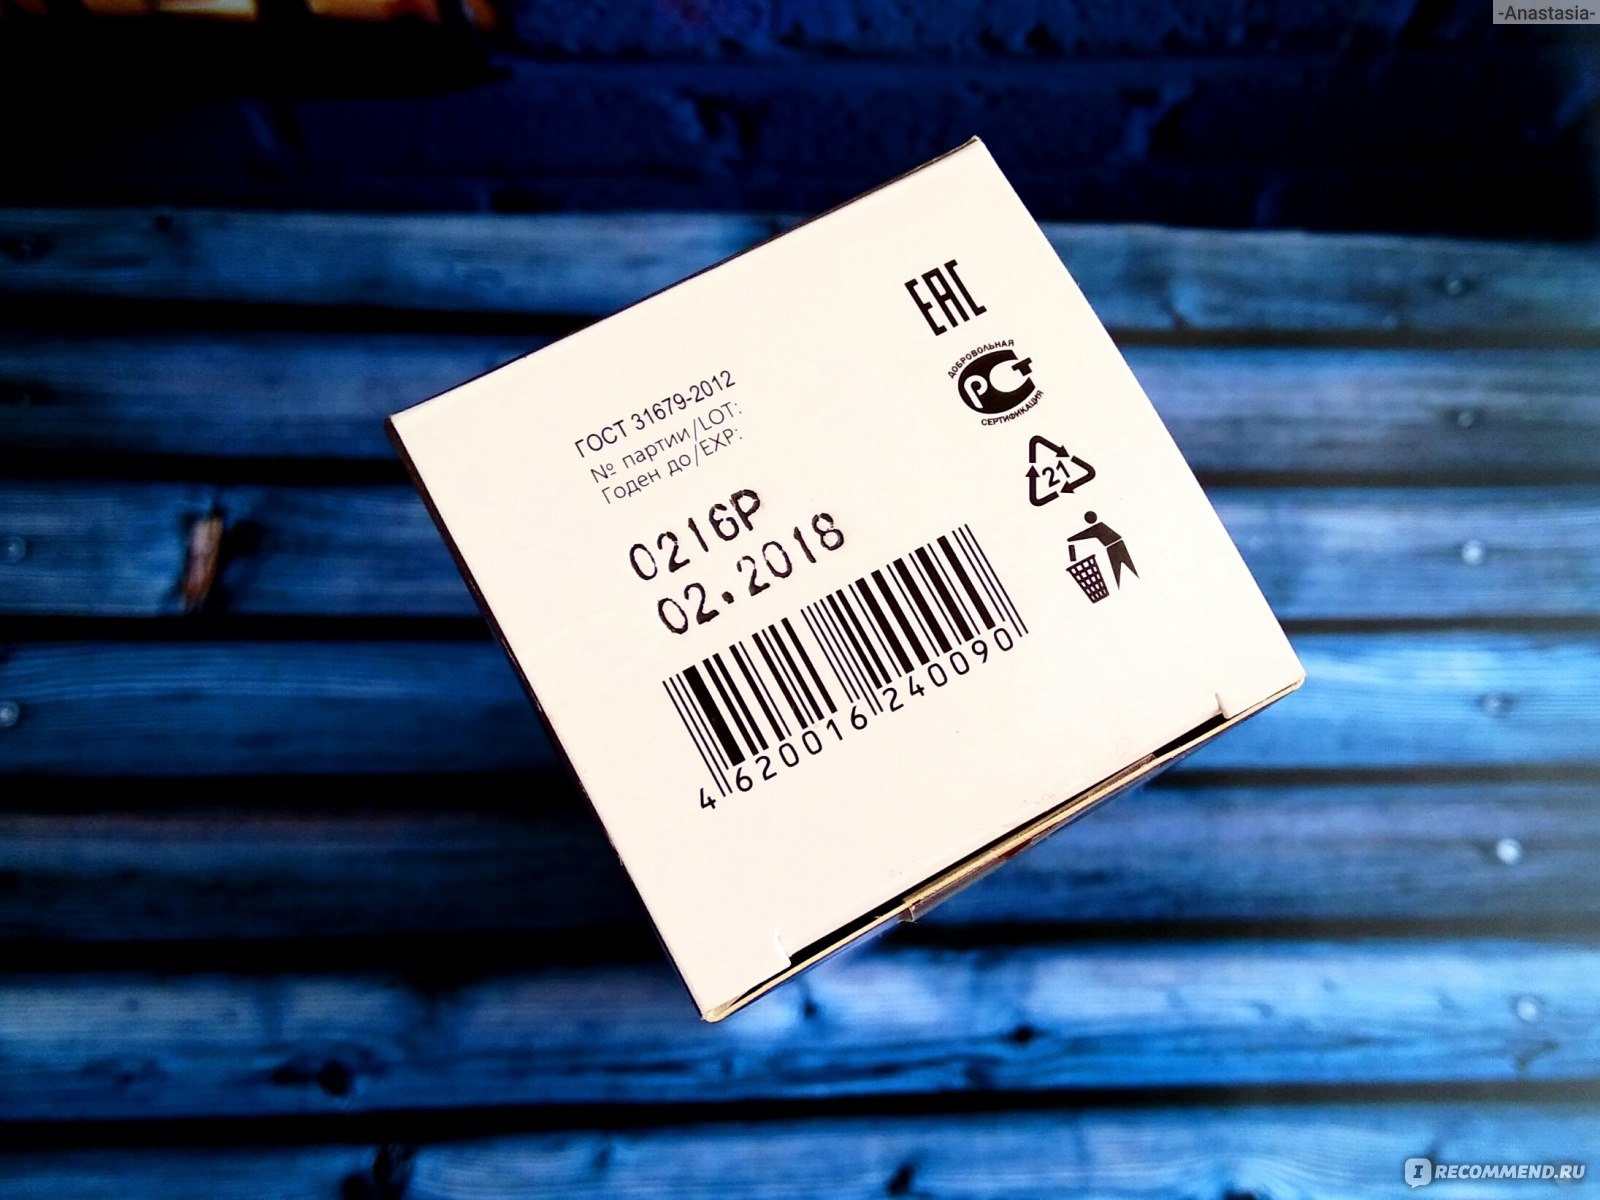 -Anastasia-
EAC
ДОБРОВОЛЬНАЯ
РСТ
СЕРТИФИКАЦИЯ
21
ГОСТ 31679-2012
№ партии/LOT:
Годен до/EXP:
0216P
02.2018
4 620016 240090
I RECOMMEND.RU